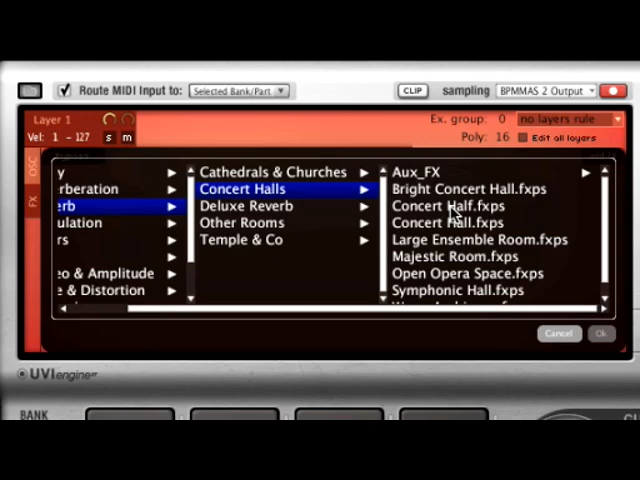 Route MIDI Input to: Selected Bank/Part CLIP sampling BPMMAS 2 Output
Layer 1 Ex. group: 0 no layers rule
Vel: 1 - 127 s m Poly: 16 Edit all layers
OSC
FX
y
rberation
erb
ulation
rs
eo & Amplitude
e & Distortion
Cathedrals & Churches
Concert Halls
Deluxe Reverb
Other Rooms
Temple & Co
Aux_FX
Bright Concert Hall.fxps
Concert Half.fxps
Concert Hall.fxps
Large Ensemble Room.fxps
Majestic Room.fxps
Open Opera Space.fxps
Symphonic Hall.fxps
Cancel Ok
UVIengine
BANK